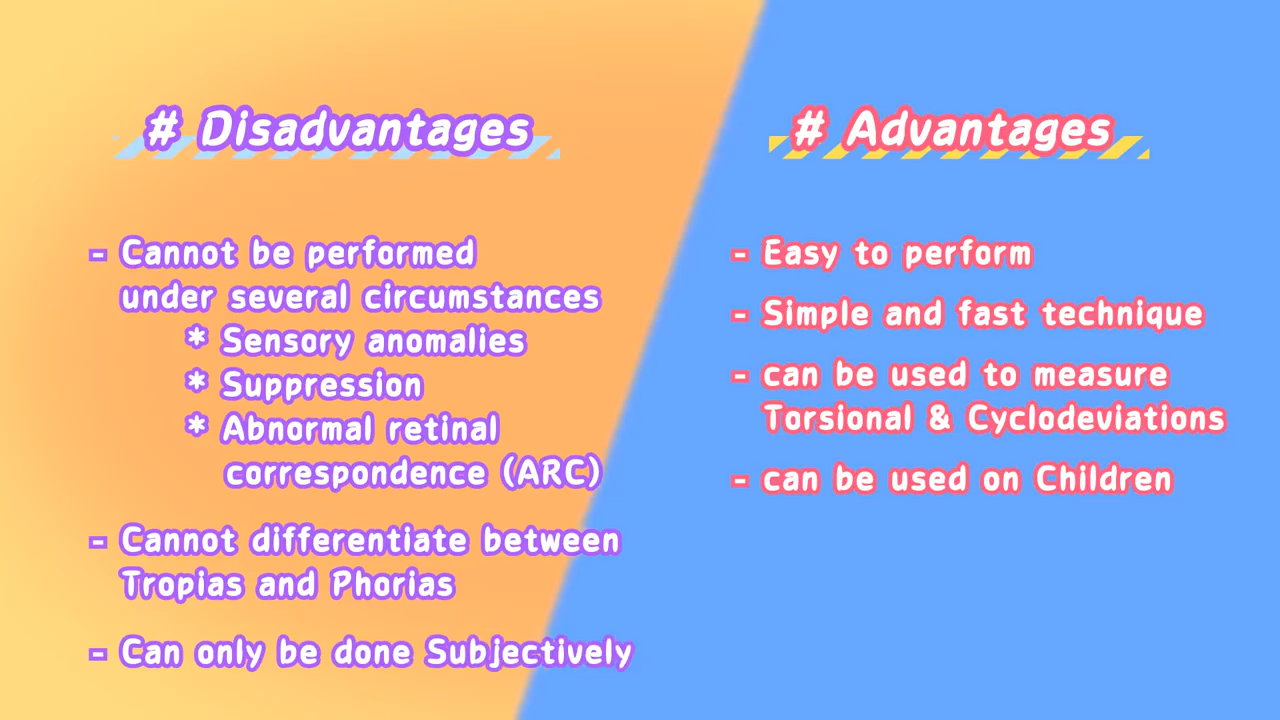 # Disadvantages
- Cannot be performed
under several circumstances
* Sensory anomalies
* Suppression
* Abnormal retinal
correspondence (ARC)
- Cannot differentiate between
Tropias and Phorias
- Can only be done Subjectively
# Advantages
- Easy to perform
- Simple and fast technique
- can be used to measure
Torsional & Cyclodeviations
- can be used on Children